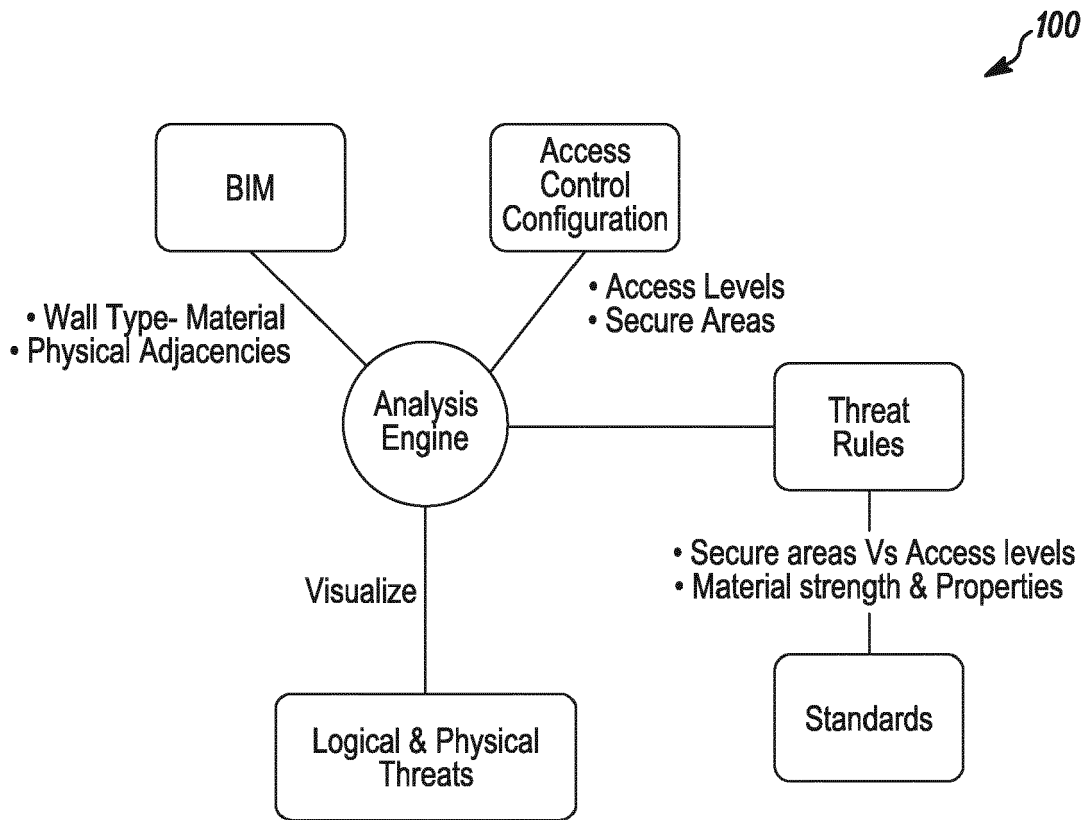 100
BIM
Access
Control
Configuration
• Wall Type- Material
• Physical Adjacencies
• Access Levels
• Secure Areas
Analysis
Engine
Threat
Rules
• Secure areas Vs Access levels
• Material strength & Properties
Visualize
Logical & Physical
Threats
Standards